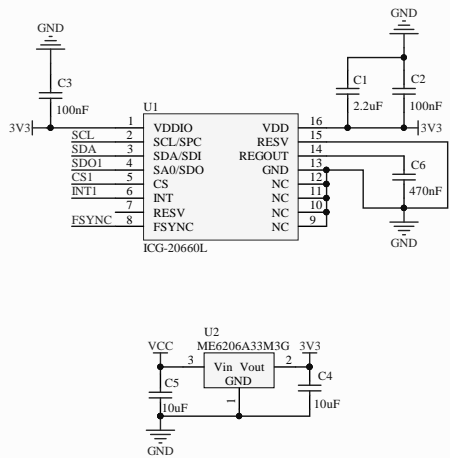 GND
GND
C3
100nF
C1
2.2uF
C2
100nF
U1
3V3
1
VDDIO
VDD
16
3V3
SCL
2
SCL/SPC
RESV
15
SDA
3
SDA/SDI
REGOUT
14
SDO1
4
SA0/SDO
GND
13
C6
470nF
CS1
5
CS
NC
12
INT1
6
INT
NC
11
7
RESV
NC
10
FSYNC
8
FSYNC
NC
9
ICG-20660L
GND
U2
ME6206A33M3G
VCC
3
Vin Vout
GND
2
3V3
1
C5
10uF
C4
10uF
GND